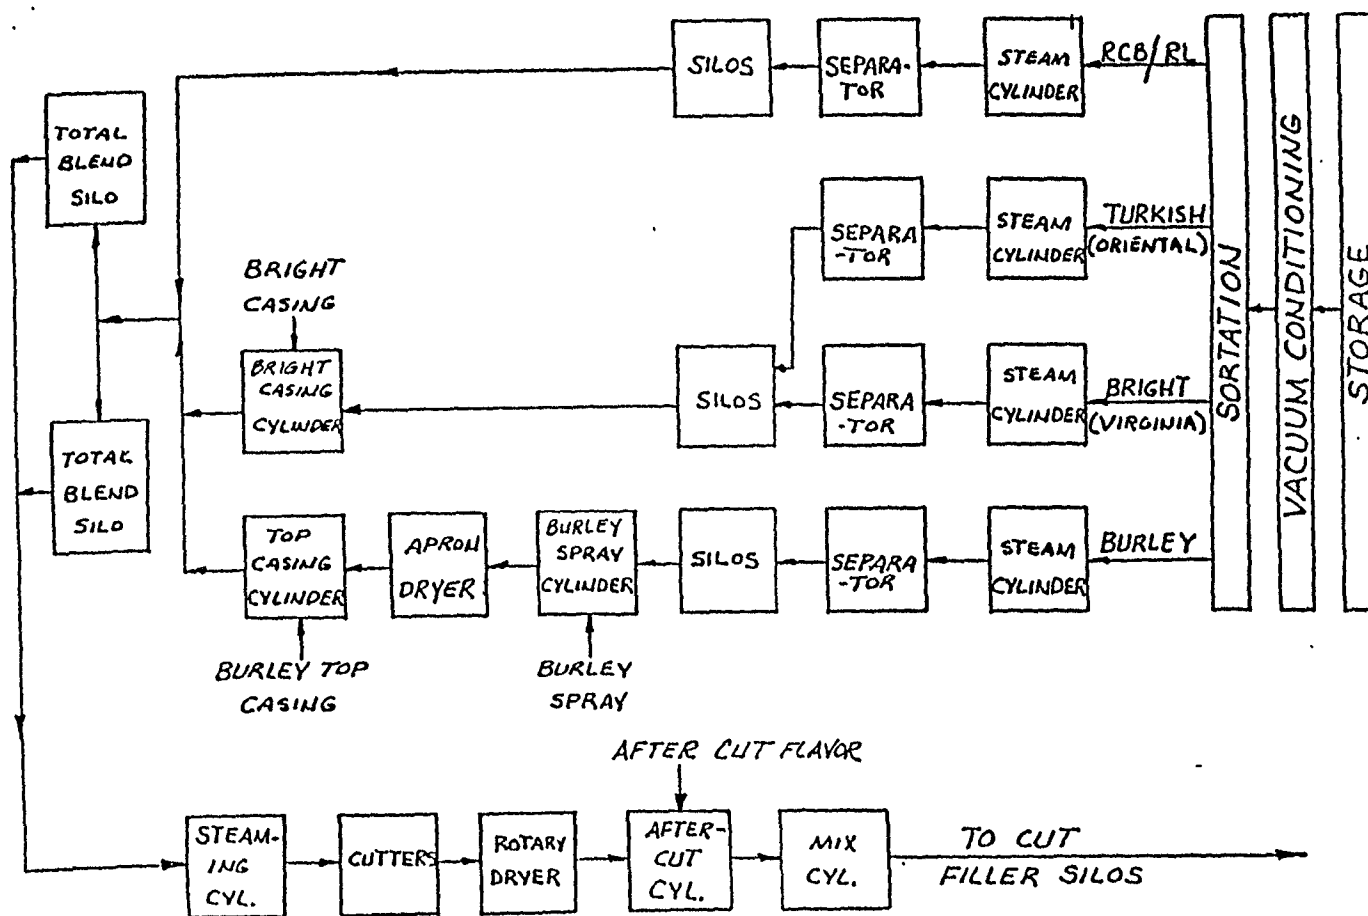 SILOS
SEPARA-
TOR
STEAM
CYLINDER
RCB/RL
TOTAL
BLEND
SILO
SEPARA
-TOR
STEAM
CYLINDER
TURKISH
(ORIENTAL)
SORTATION
VACUUM CONDITIONING
STORAGE
BRIGHT
CASING
BRIGHT
CASING
CYLINDER
SILOS
SEPARA
-TOR
STEAM
CYLINDER
BRIGHT
(VIRGINIA)
TOTAL
BLEND
SILO
TOP
CASING
CYLINDER
APRON
DRYER
BURLEY
SPRAY
CYLINDER
SILOS
SEPARA
-TOR
STEAM
CYLINDER
BURLEY
BURLEY TOP
CASING
BURLEY
SPRAY
AFTER CUT FLAVOR
STEAM-
ING
CYL.
CUTTERS
ROTARY
DRYER
AFTER-
CUT
CYL.
MIX
CYL.
TO CUT
FILLER SILOS